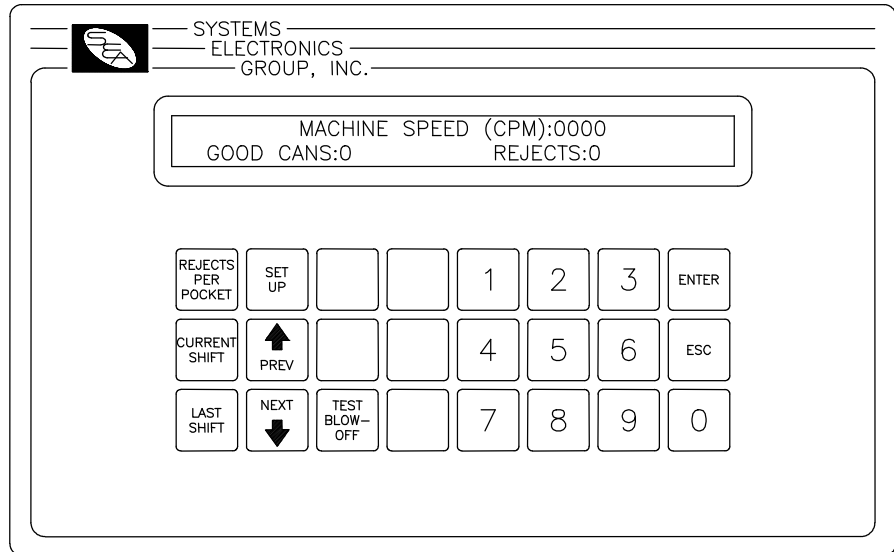 SEA
SYSTEMS
ELECTRONICS
GROUP, INC.
MACHINE SPEED (CPM):0000
GOOD CANS:0 REJECTS:0
REJECTS
PER
POCKET
SET
UP
1
2
3
ENTER
CURRENT
SHIFT
PREV
4
5
6
ESC
LAST
SHIFT
NEXT
TEST
BLOW-
OFF
7
8
9
0